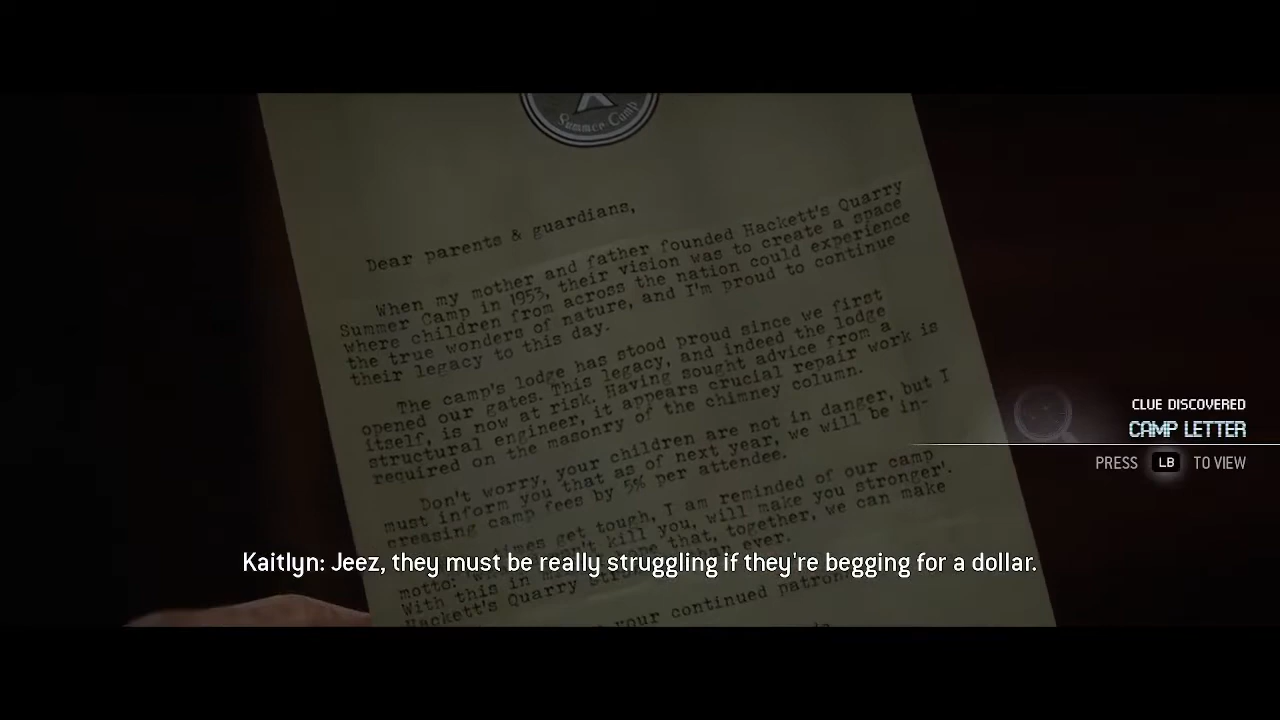 Summer Camp
Dear parents & guardians,
When my mother and father founded Hackett's Quarry
Summer Camp in 1953, their vision was to create a space
where children from across the nation could experience
the true wonders of nature, and I'm proud to continue
their legacy to this day.
The camp's lodge has stood proud since we first
opened our gates. This legacy, and indeed the lodge
itself, is now at risk. Having sought advice from a
structural engineer, it appears crucial repair work is
required on the masonry of the chimney column.
Don't worry, your children are not in danger, but I
must inform you that as of next year, we will be in-
creasing camp fees by 5% per attendee.
times get tough, I am reminded of our camp
motto: kill you, will make you stronger'.
With this in that, together, we can make
Hackett's Quarry than ever.
your continued
CLUE DISCOVERED
CAMP LETTER
PRESS LB TO VIEW
Kaitlyn: Jeez, they must be really struggling if they're begging for a dollar.